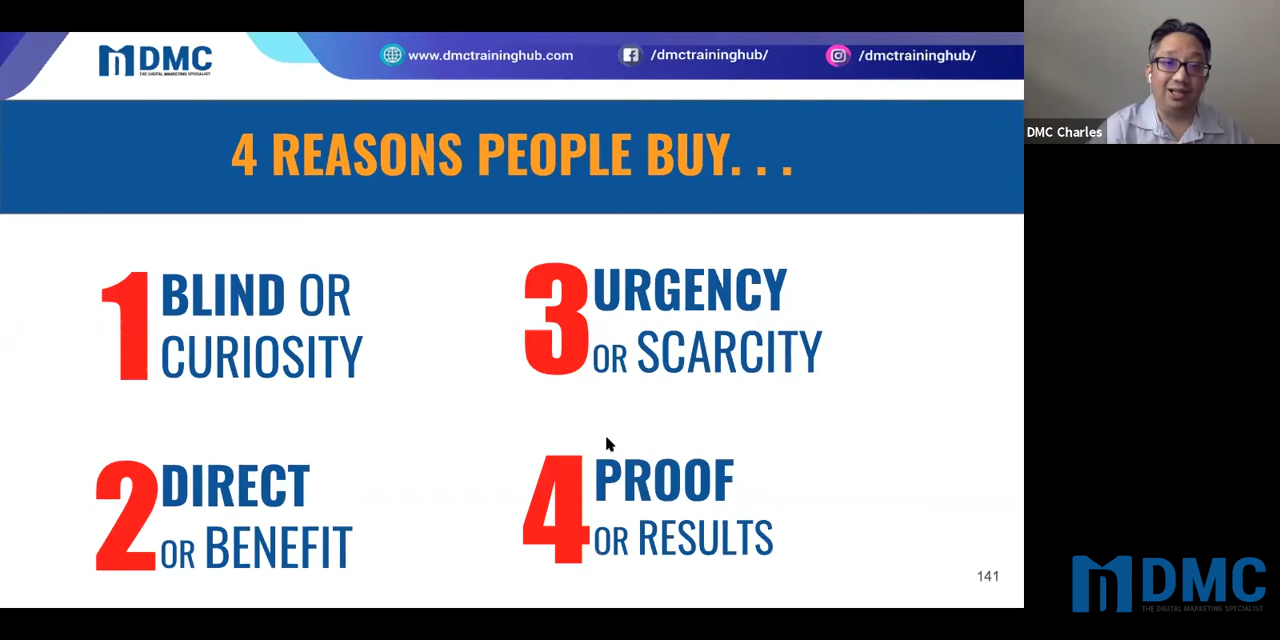 DMC
THE DIGITAL MARKETING SPECIALIST
www.dmctraininghub.com
/dmctraininghub/
/dmctraininghub/
DMC Charles
4 REASONS PEOPLE BUY. . .
1 BLIND OR
CURIOSITY
2 DIRECT
OR BENEFIT
3 URGENCY
OR SCARCITY
4 PROOF
OR RESULTS
141
DMC
THE DIGITAL MARKETING SPECIALIST